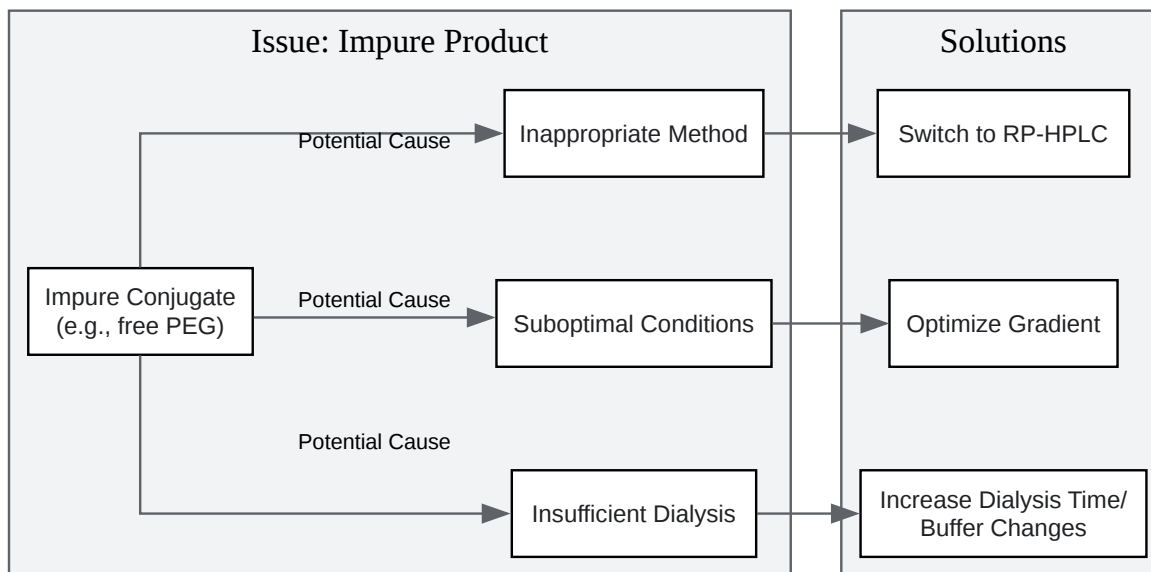 Issue: Impure Product
Solutions
Potential Cause
Inappropriate Method
Switch to RP-HPLC
Impure Conjugate
(e.g., free PEG)
Potential Cause
Suboptimal Conditions
Optimize Gradient
Potential Cause
Insufficient Dialysis
Increase Dialysis Time/
Buffer Changes